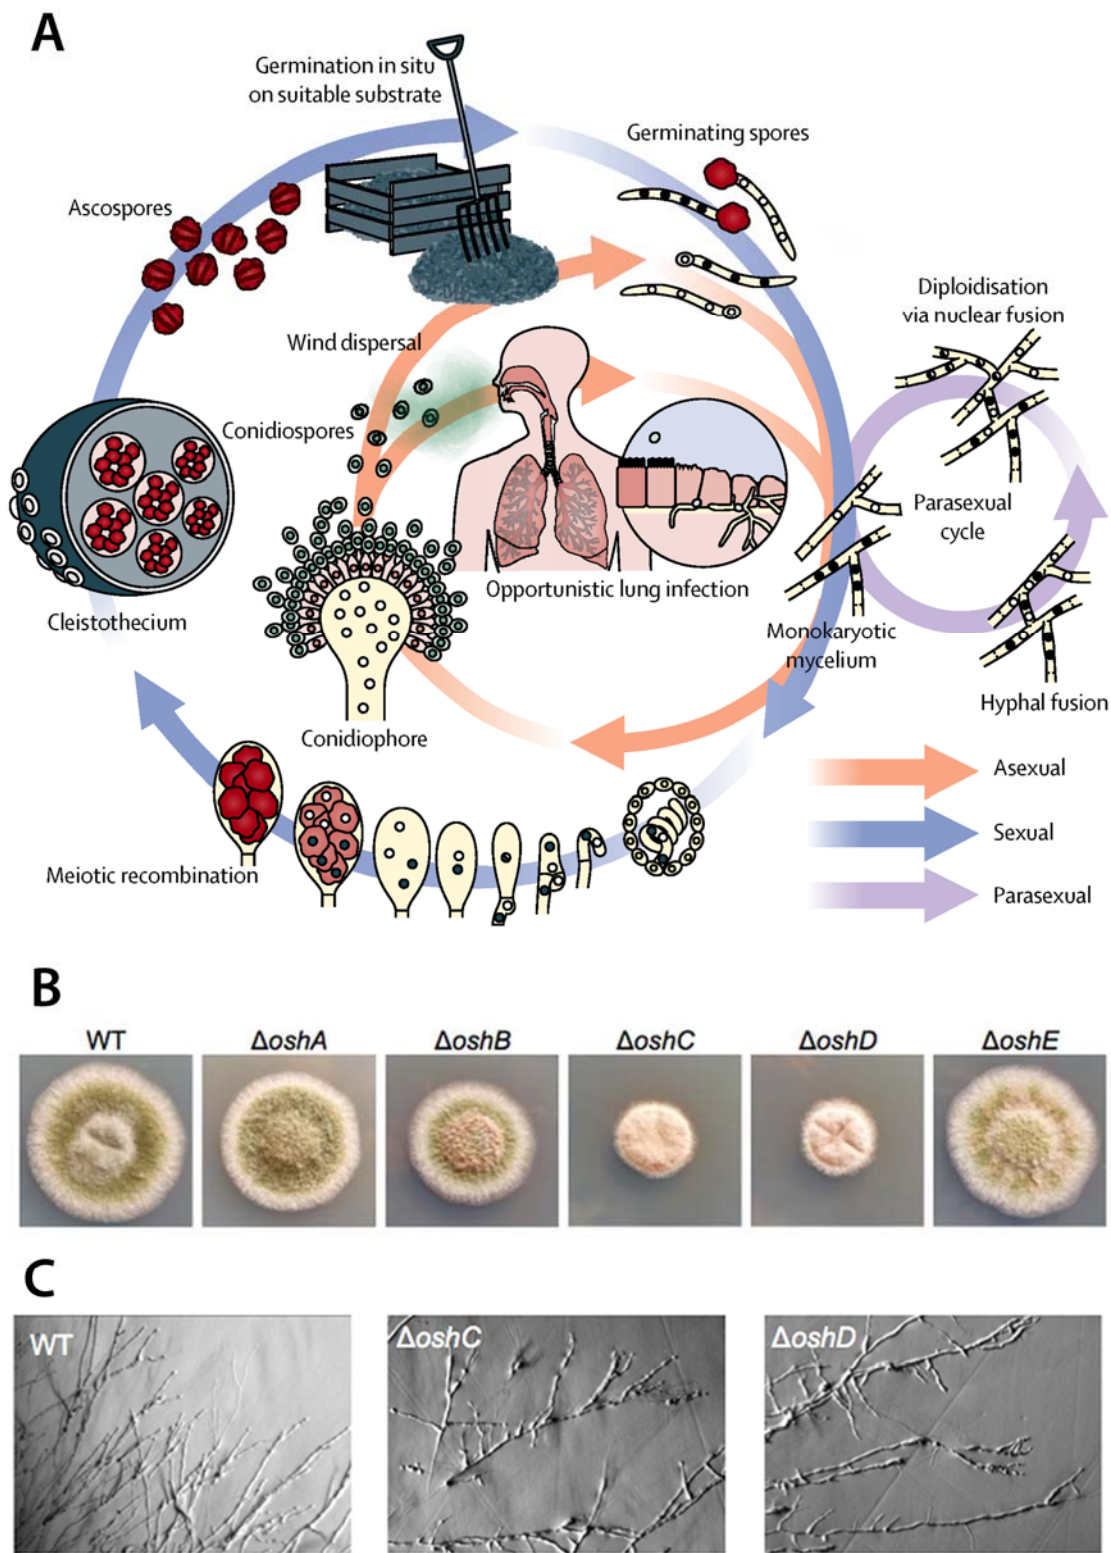 A
Germination in situ
on suitable substrate
Germinating spores
Ascospores
Diploidisation
via nuclear fusion
Wind dispersal
Conidiospores
Parasexual
cycle
Opportunistic lung infection
Cleistothecium
Monokaryotic
mycelium
Hyphal fusion
Conidiophore
Asexual
Sexual
Meiotic recombination
Parasexual
B
WT
ΔoshA
ΔoshB
ΔoshC
ΔoshD
ΔoshE
C
WT
ΔoshC
ΔoshD